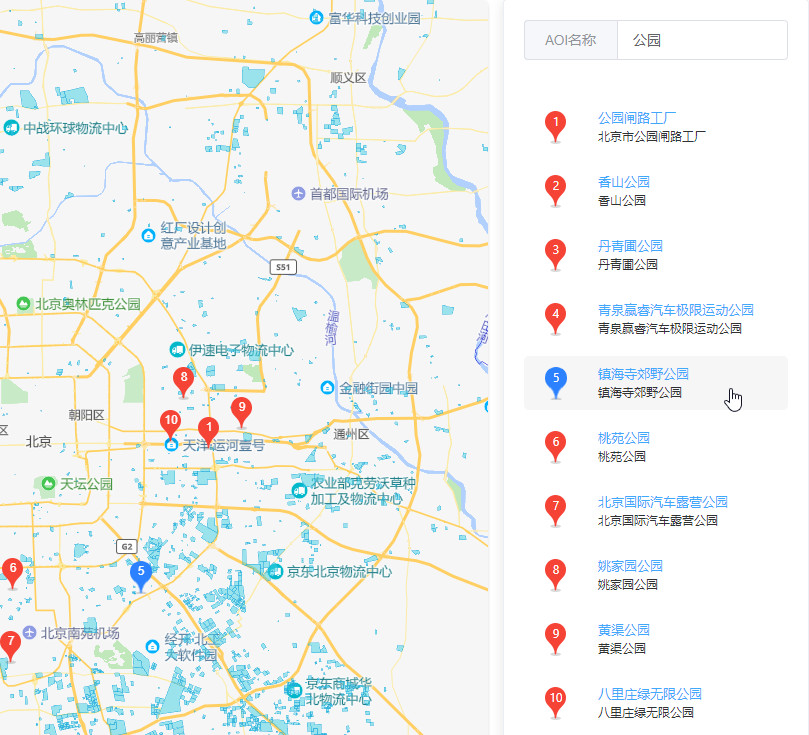 富华科技创业园
高丽营镇
顺义区
中战环球物流中心
首都国际机场
红厂设计创
意产业基地
S51
北京奥林匹克公园
温
榆
河
伊速电子物流中心
8
金融街园中园
9
朝阳区
10
1
通州区
北京
天洋运河壹号
区
天坛公园
农业部克劳沃草种
加工及物流中心
G2
6
5
京东北京物流中心
北京南苑机场
7
经开·北工
大软件园
京东商城华
北物流中心
AOI名称
公园
1
公园闸路工厂
北京市公园闸路工厂
2
香山公园
香山公园
3
丹青圃公园
丹青圃公园
4
青泉赢睿汽车极限运动公园
青泉赢睿汽车极限运动公园
5
镇海寺郊野公园
镇海寺郊野公园
6
桃苑公园
桃苑公园
7
北京国际汽车露营公园
北京国际汽车露营公园
8
姚家园公园
姚家园公园
9
黄渠公园
黄渠公园
10
八里庄绿无限公园
八里庄绿无限公园